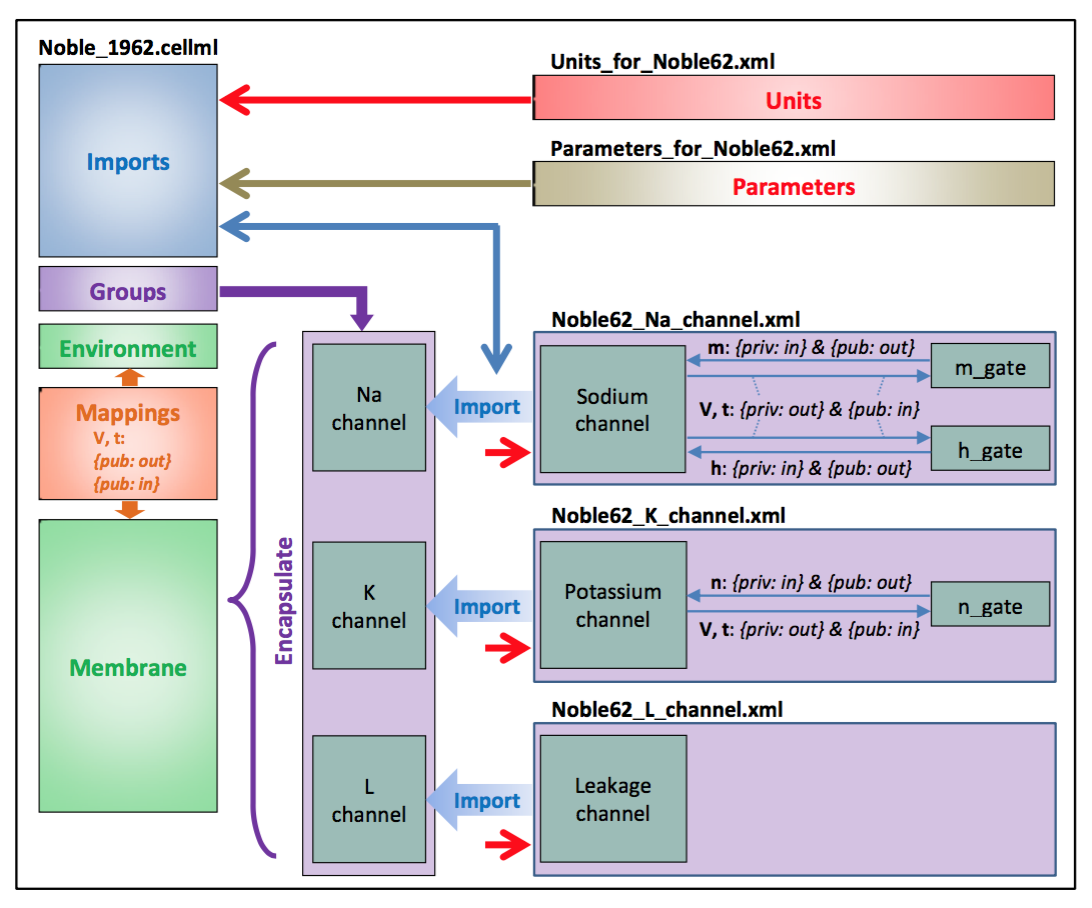 Noble_1962.cellml
Imports
Groups
Environment
Mappings
V, t:
{pub: out}
{pub: in}
Membrane
Encapsulate
Na
channel
K
channel
L
channel
Units_for_Noble62.xml
Units
Parameters_for_Noble62.xml
Parameters
Noble62_Na_channel.xml
Import
Sodium
channel
m: {priv: in} & {pub: out}
m_gate
V, t: {priv: out} & {pub: in}
h_gate
h: {priv: in} & {pub: out}
Noble62_K_channel.xml
Import
Potassium
channel
n: {priv: in} & {pub: out}
n_gate
V, t: {priv: out} & {pub: in}
Noble62_L_channel.xml
Import
Leakage
channel